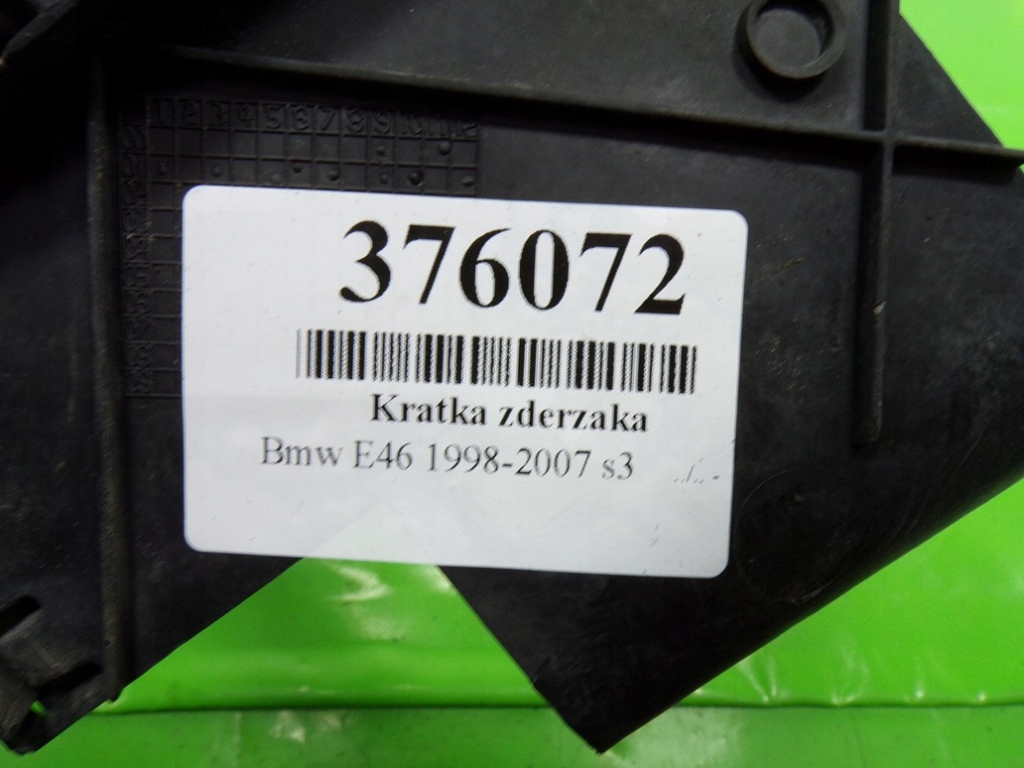 376072
Kratka zderzaka
Bmw E46 1998-2007 s3